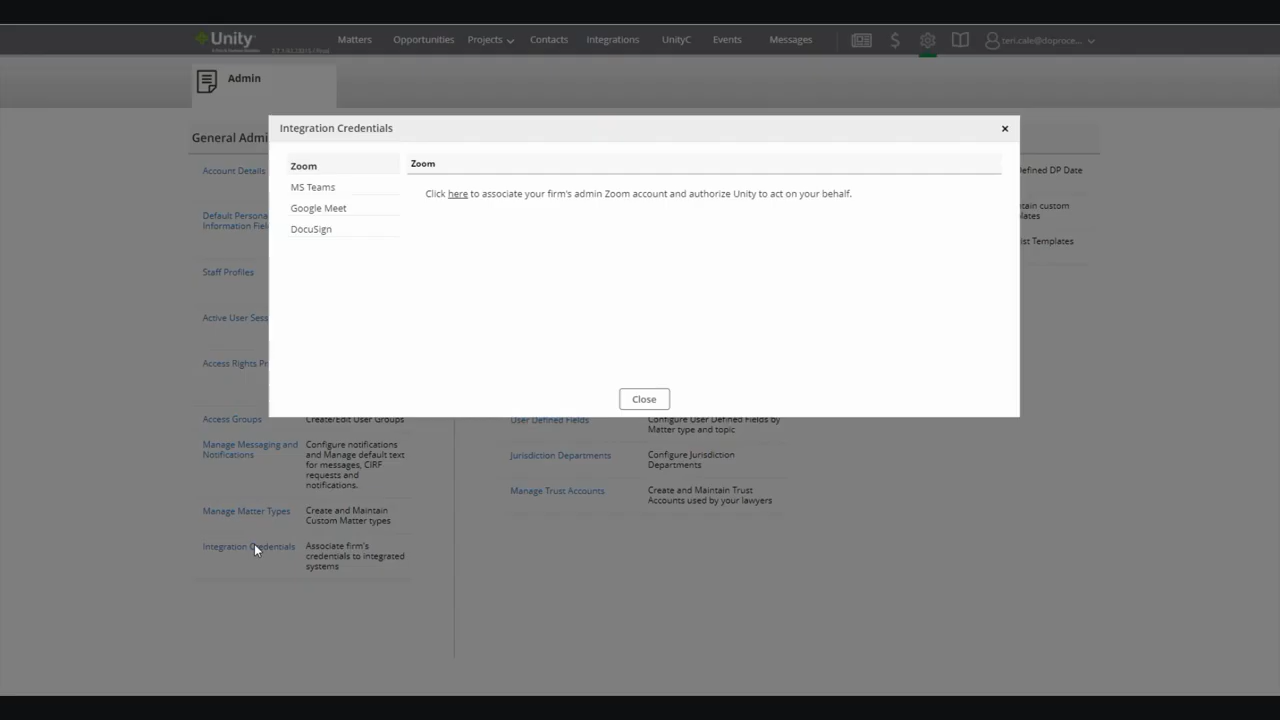 Unity
Matters
Opportunities
Projects
Contacts
Integrations
UnityC
Events
Messages
$
teri.cale@doproce...
Admin
General Admi
Integration Credentials
×
Zoom
MS Teams
Google Meet
DocuSign
Zoom
Click here to associate your firm's admin Zoom account and authorize Unity to act on your behalf.
Close
Account Details
Default Persona
Information Fiel
Staff Profiles
Active User Sess
Access Rights Pr
Access Groups
Create/Edit User Groups
Manage Messaging and
Notifications
Configure notifications
and Manage default text
for messages, CIRF
requests and
notifications.
Manage Matter Types
Create and Maintain
Custom Matter types
Integration Credentials
Associate firm's
credentials to integrated
systems
User Defined Fields
Configure User Defined Fields by
Matter type and topic
Jurisdiction Departments
Configure Jurisdiction
Departments
Manage Trust Accounts
Create and Maintain Trust
Accounts used by your lawyers
efined DP Date
tain custom
plates
list Templates